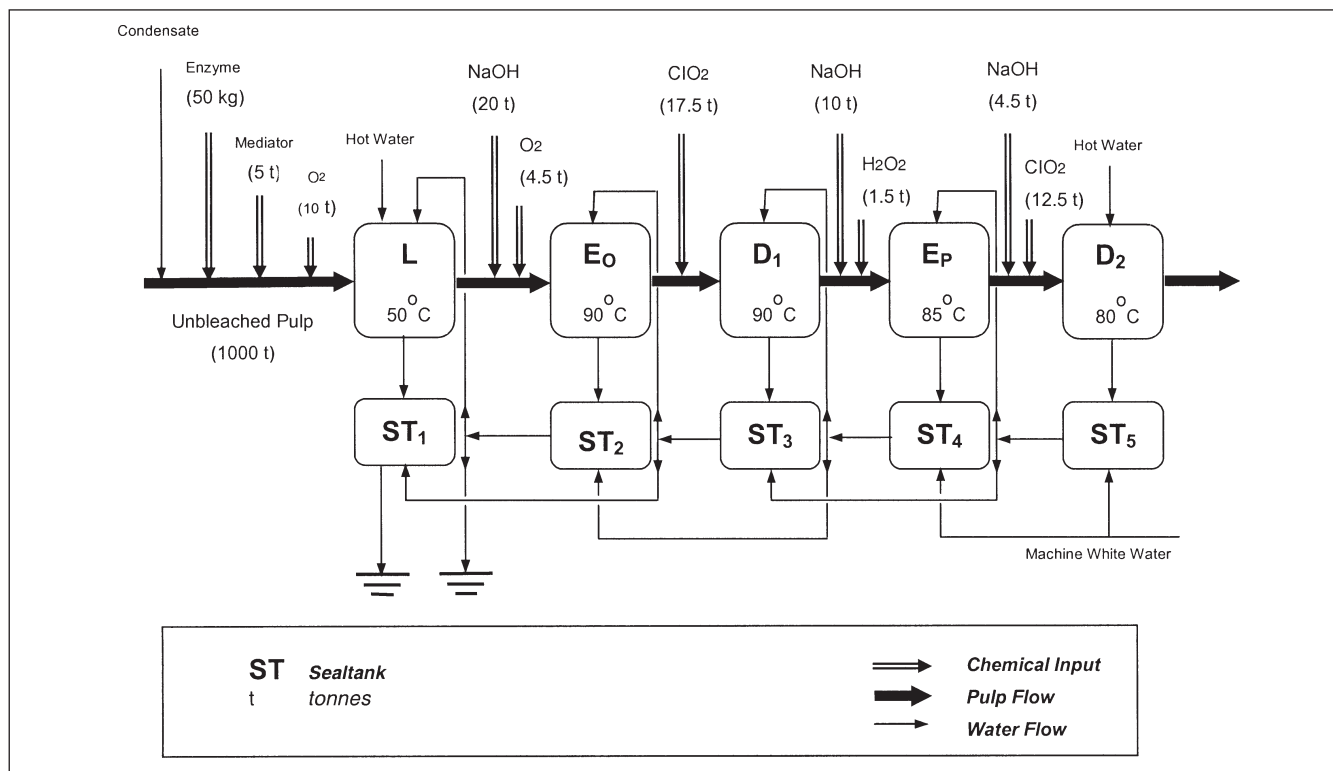 Condensate
Enzyme
(50 kg)
Mediator
(5 t)
O2
(10 t)
Hot Water
NaOH
(20 t)
O2
(4.5 t)
ClO2
(17.5 t)
NaOH
(10 t)
H2O2
(1.5 t)
NaOH
(4.5 t)
ClO2
(12.5 t)
Hot Water
L
50°C
EO
90°C
D1
90°C
EP
85°C
D2
80°C
Unbleached Pulp
(1000 t)
ST1
ST2
ST3
ST4
ST5
Machine White Water
ST Sealtank
t tonnes
Chemical Input
Pulp Flow
Water Flow